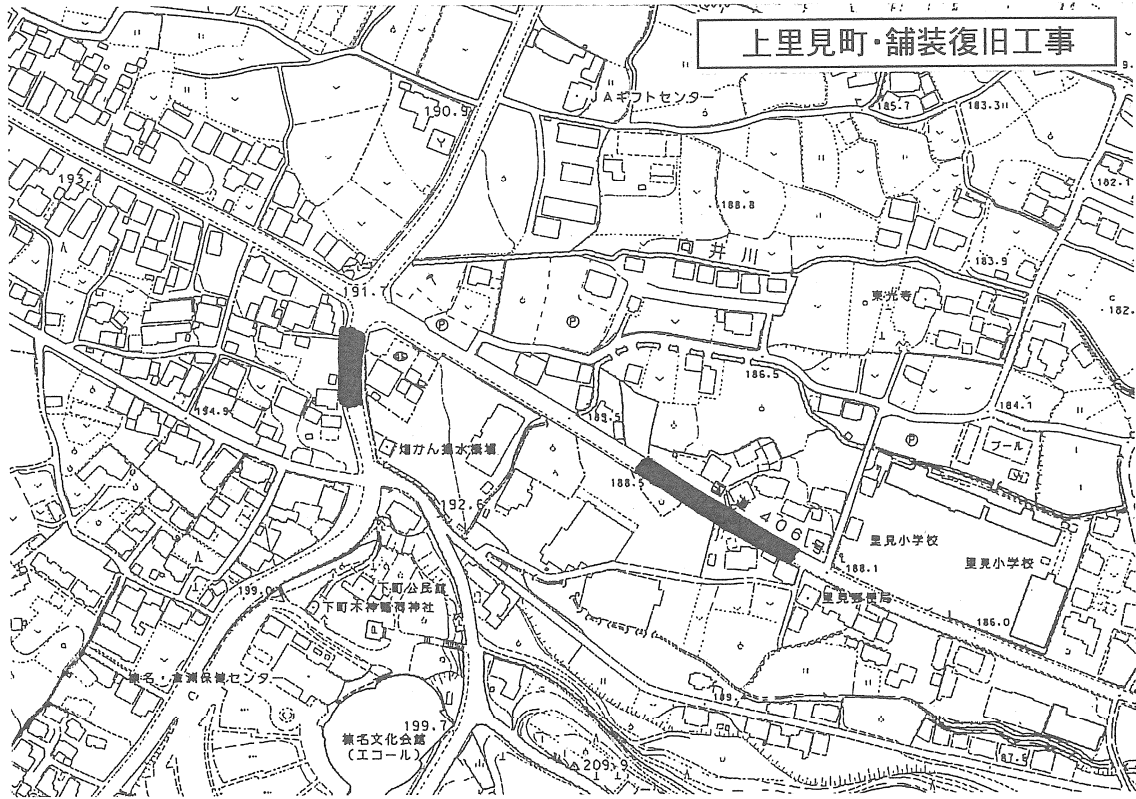 上里見町・舗装復旧工事
JAギフトセンター
190.9
185.7
183.3
182.1
193.4
188.8
井川
183.9
191.7
東光寺
182.
186.5
194.9
189.5
184.1
プール
畑かん揚水機場
188.5
192.6
406号
里見小学校
里見小学校
188.1
里見郵便局
199.0
下町公民館
下町木神稲荷神社
186.0
榛名・倉渕保健センター
189.
199.7
榛名文化会館
(エコール)
209.9
87.5